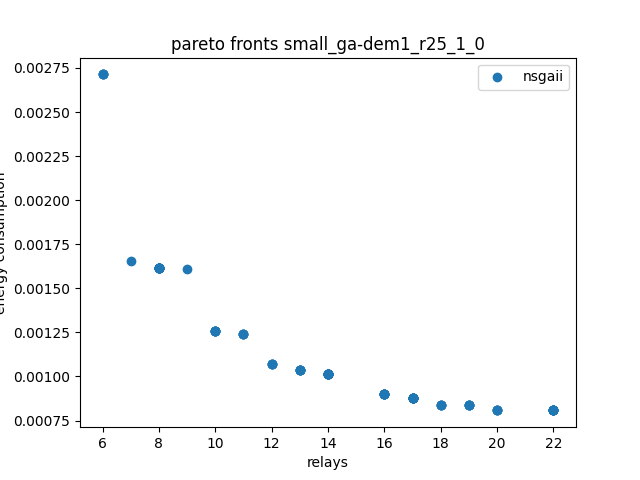 pareto fronts small_ga-dem1_r25_1_0
nsgaii
0.00275
0.00250
0.00225
0.00200
0.00175
0.00150
0.00125
0.00100
0.00075
energy consumption
6 8 10 12 14 16 18 20 22
relays